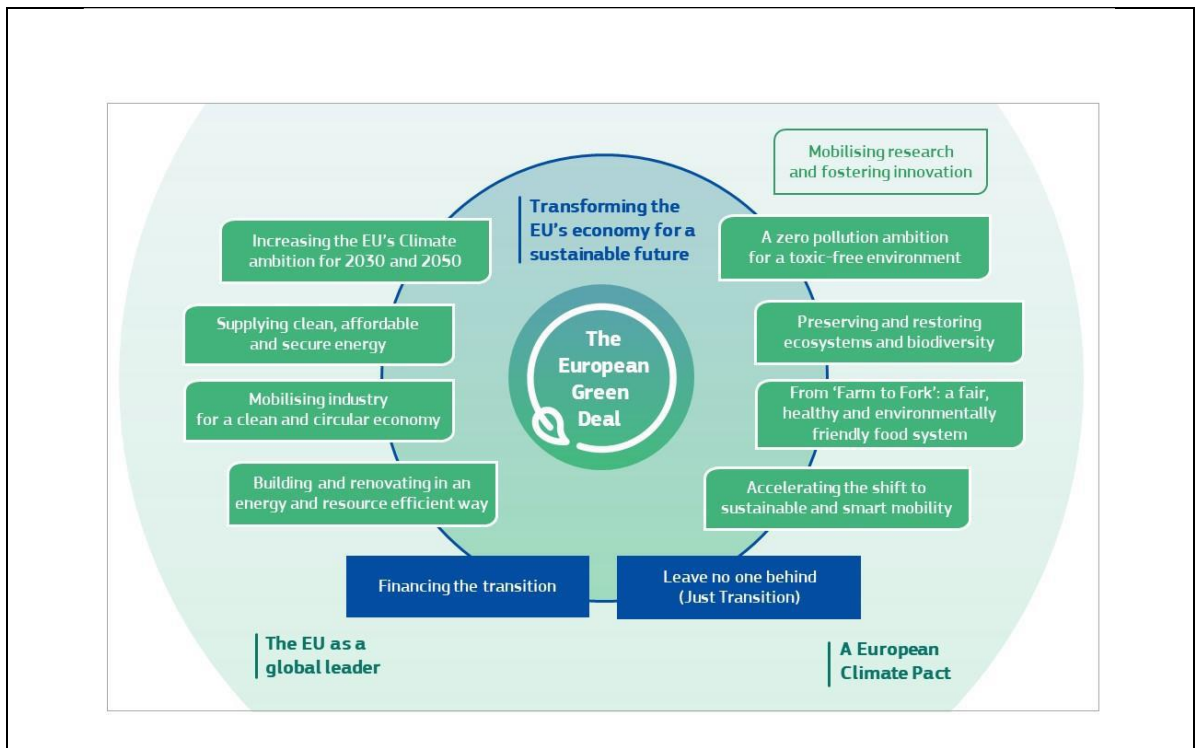 Mobilising research
and fostering innovation
Transforming the
EU's economy for a
sustainable future
Increasing the EU's Climate
ambition for 2030 and 2050
A zero pollution ambition
for a toxic-free environment
Supplying clean, affordable
and secure energy
Preserving and restoring
ecosystems and biodiversity
The
European
Green
Deal
Mobilising industry
for a clean and circular economy
From ‘Farm to Fork’: a fair,
healthy and environmentally
friendly food system
Building and renovating in an
energy and resource efficient way
Accelerating the shift to
sustainable and smart mobility
Financing the transition
Leave no one behind
(Just Transition)
The EU as a
global leader
A European
Climate Pact